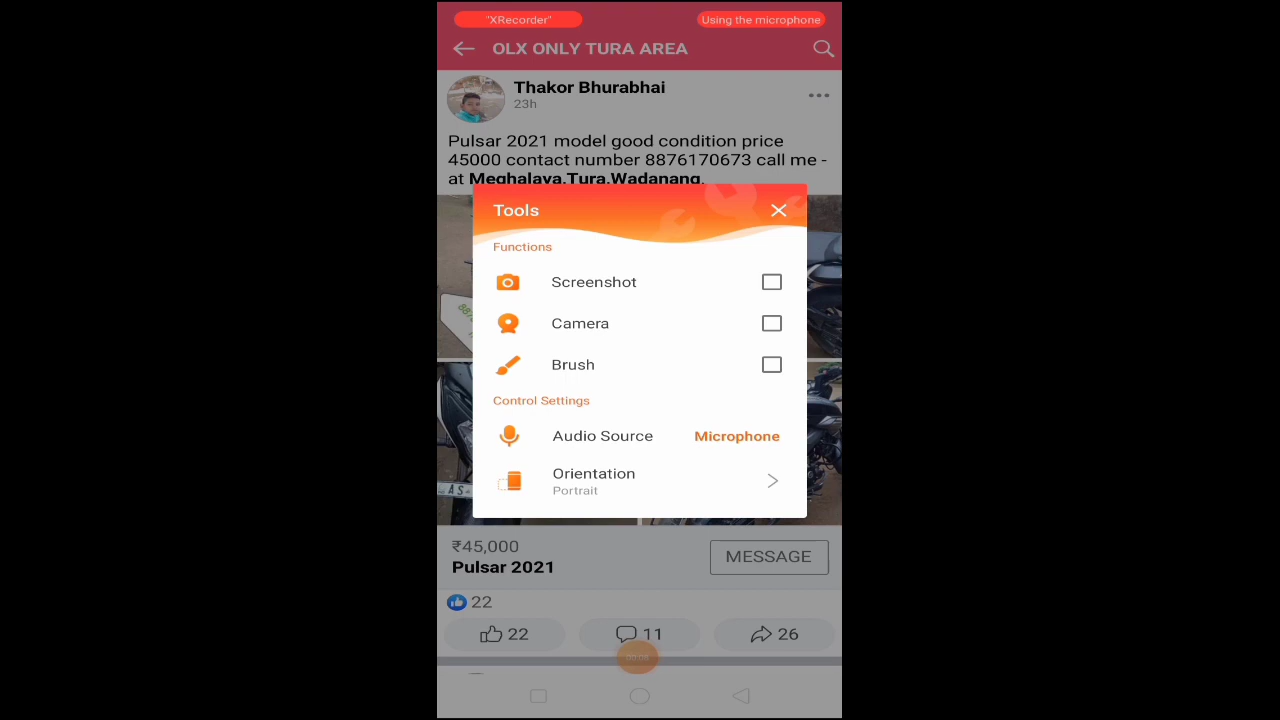 "XRecorder"
Using the microphone
OLX ONLY TURA AREA
Thakor Bhurabhai
23h
Pulsar 2021 model good condition price
45000 contact number 8876170673 call me -
at Meghalaya,Tura,Wadanang.
Tools
Functions
Screenshot
Camera
Brush
Control Settings
Audio Source
Microphone
Orientation
Portrait
AS
₹45,000
Pulsar 2021
MESSAGE
22
22
11
26